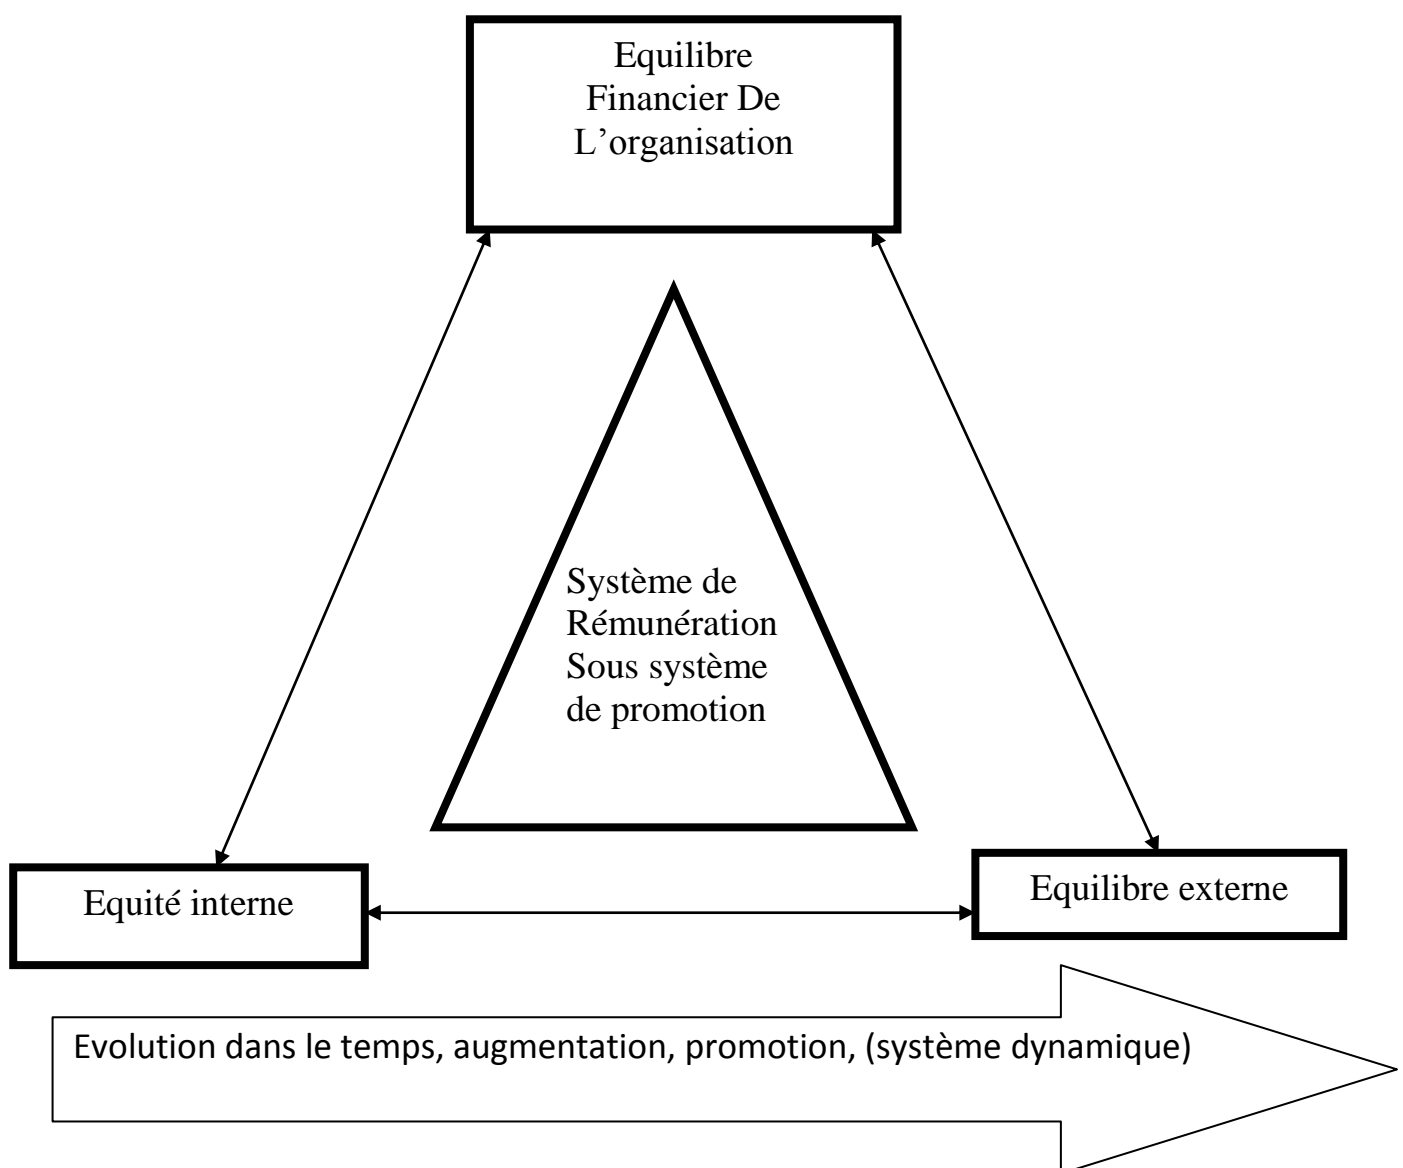 Equilibre
Financier De
L’organisation
Système de
Rémunération
Sous système
de promotion
Equité interne
Equilibre externe
Evolution dans le temps, augmentation, promotion, (système dynamique)